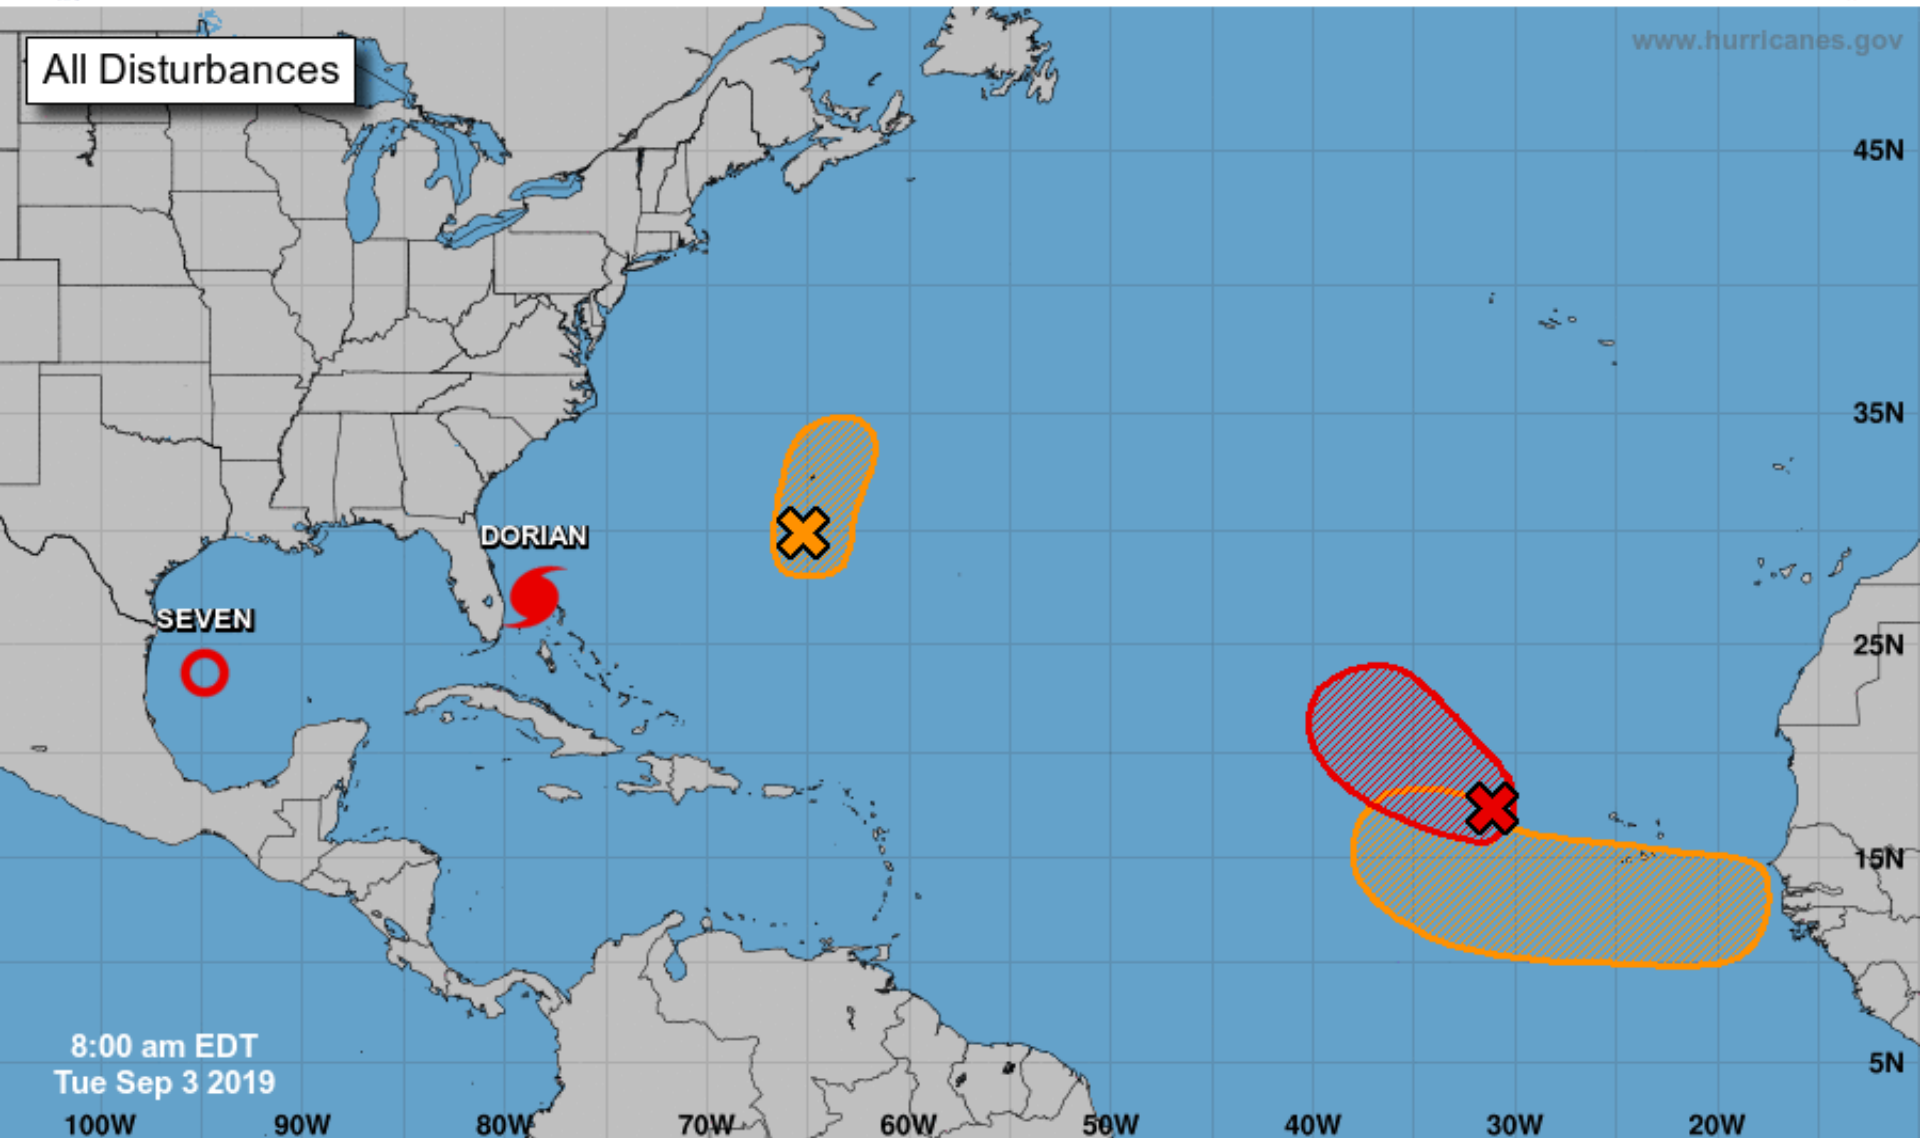 All Disturbances
www.hurricanes.gov
45N
35N
DORIAN
SEVEN
25N
15N
8:00 am EDT
Tue Sep 3 2019
5N
100W 90W 80W 70W 60W 50W 40W 30W 20W